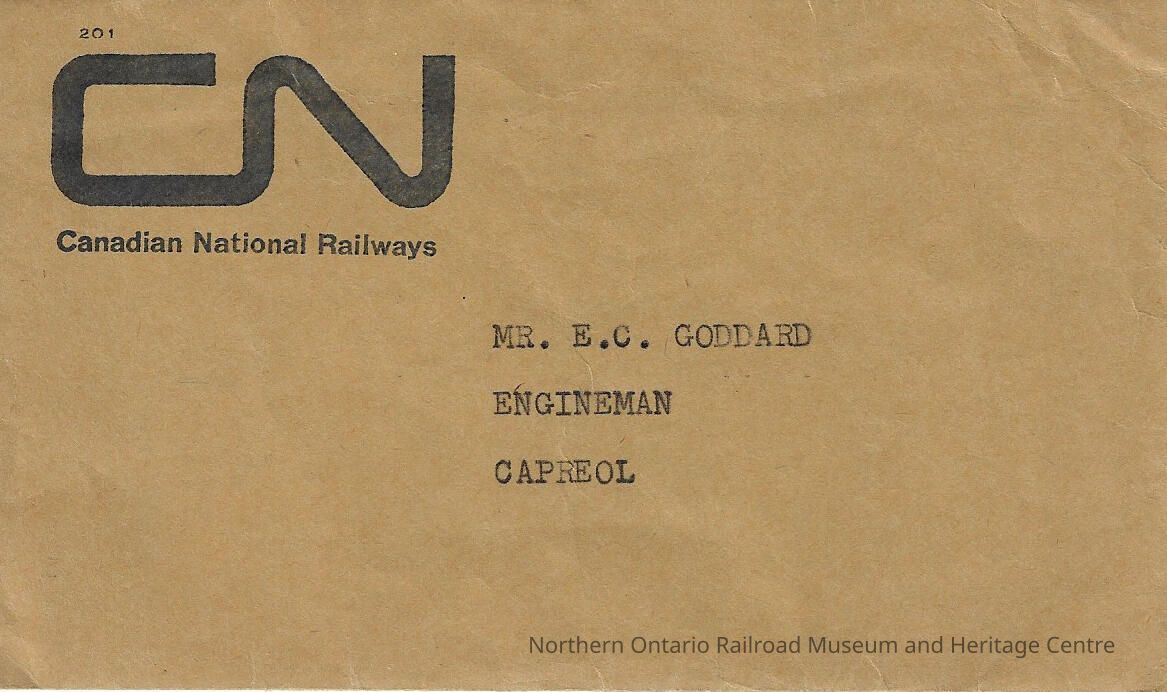 201
CN
Canadian National Railways
MR. E.C. GODDARD
ENGINEMAN
CAPREOL
Northern Ontario Railroad Museum and Heritage Centre